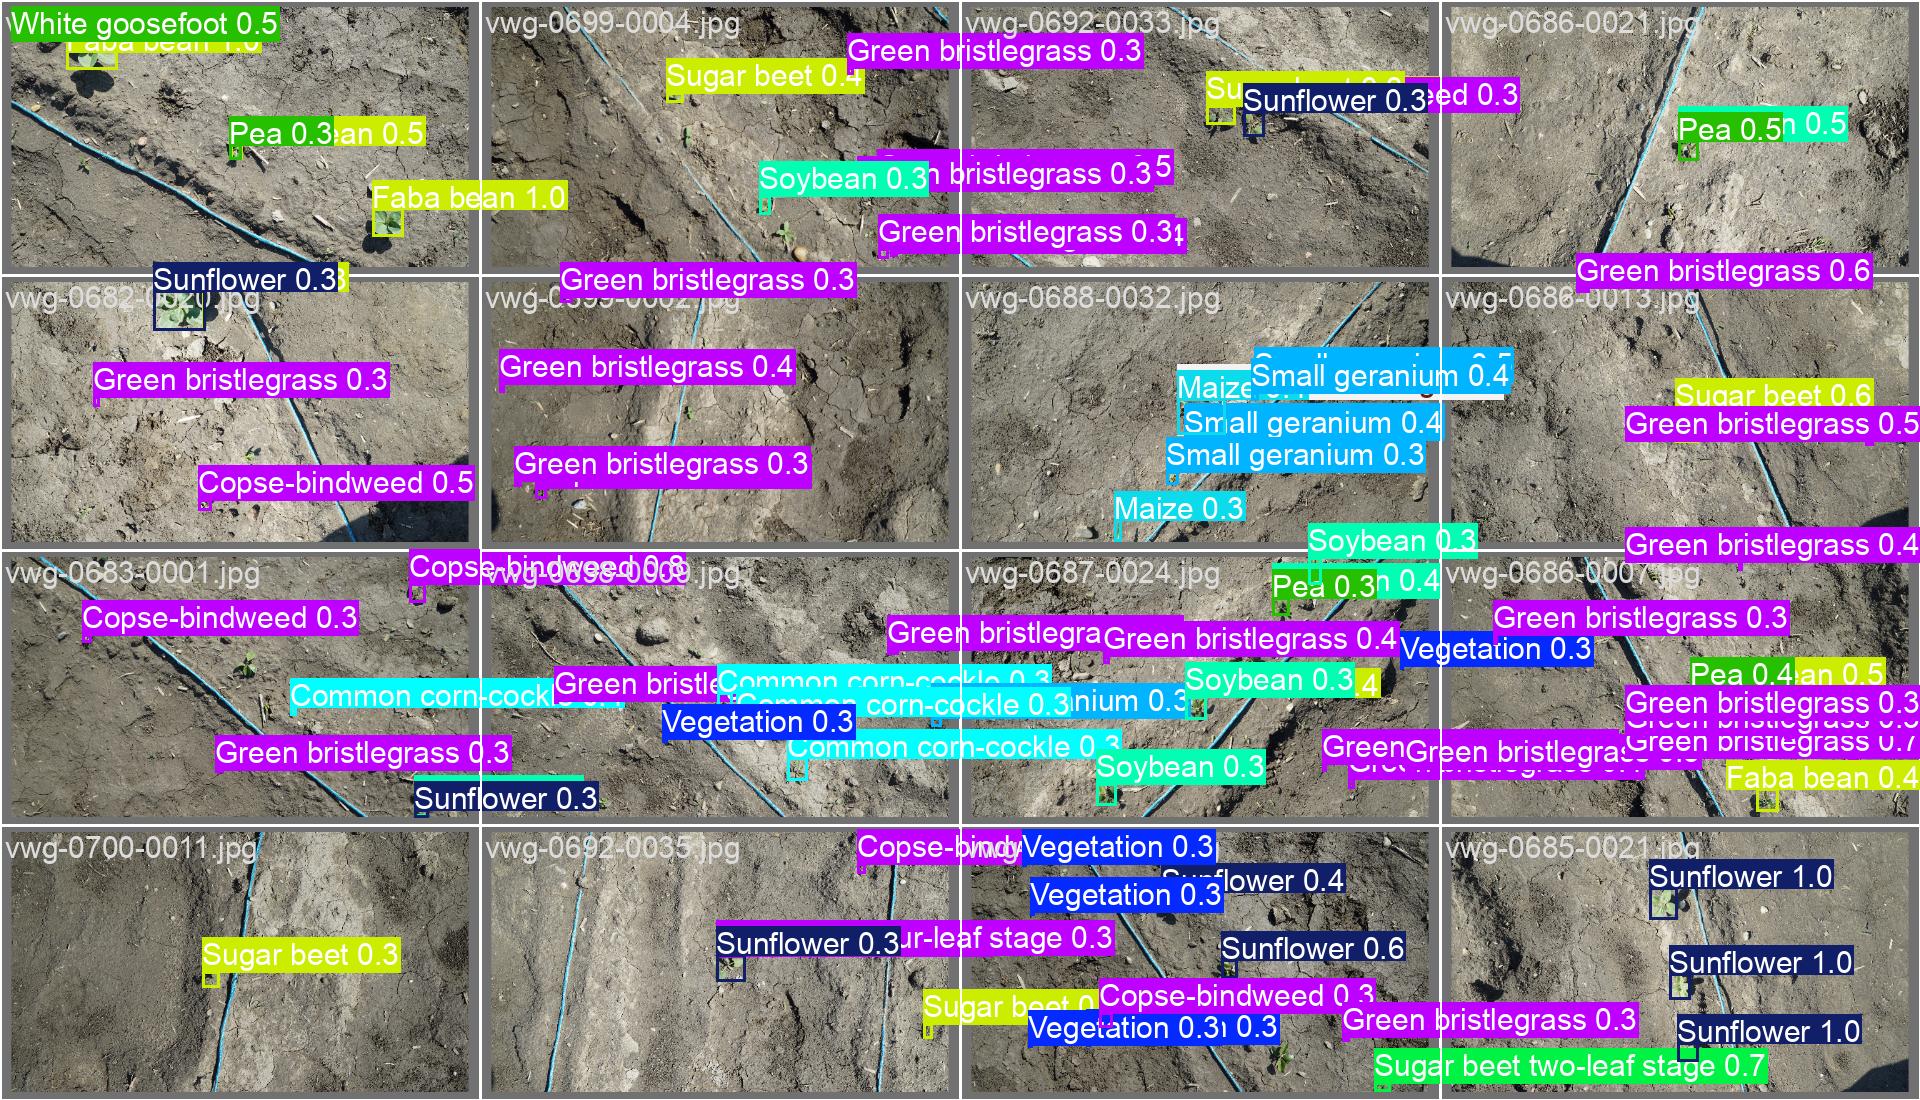 White goosefoot 0.5
Faba bean 1.0
Pea 0.3
ean 0.5
Faba bean 1.0
vwg-0699-0004.jpg
Green bristlegrass 0.3
Sugar beet 0.4
Soybean 0.3
bristlegrass 0.3
Green bristlegrass 0.3
vwg-0692-0033.jpg
Sunflower 0.3
eed 0.3
vwg-0686-0021.jpg
Pea 0.5
n 0.5
Sunflower 0.3
Green bristlegrass 0.3
Copse-bindweed 0.5
Green bristlegrass 0.3
Green bristlegrass 0.4
Green bristlegrass 0.3
vwg-0688-0032.jpg
Small geranium 0.5
Maize
Small geranium 0.4
Small geranium 0.4
Small geranium 0.3
Maize 0.3
Green bristlegrass 0.6
vwg-0686-0013.jpg
Sugar beet 0.6
Green bristlegrass 0.5
Green bristlegrass 0.4
vwg-0683-0001.jpg
Copse-bindweed 0.8
Copse-bindweed 0.3
Common corn-cockle
Green bristlegrass 0.3
Sunflower 0.3
Green bristle
Common corn-cockle 0.3
Common corn-cockle 0.3
Vegetation 0.3
Common corn-cockle 0.3
vwg-0687-0024.jpg
Soybean 0.3
Pea 0.3
n 0.4
Green bristlegra
Green bristlegrass 0.4
nium 0.3
Soybean 0.3
Soybean 0.3
vwg-0686-0007.jpg
Green bristlegrass 0.3
Vegetation 0.3
Pea 0.4
ean 0.5
Green bristlegrass 0.3
Green bristlegrass 0.7
Green
Green bristlegras
Faba bean 0.4
vwg-0700-0011.jpg
Sugar beet 0.3
vwg-0692-0035.jpg
Copse-bindw
Sunflower 0.3
ur-leaf stage 0.3
Sugar beet 0
Vegetation 0.3
Sunflower 0.4
Vegetation 0.3
Sunflower 0.6
Copse-bindweed 0.3
Vegetation 0.3
0.3
Green bristlegrass 0.3
Sugar beet two-leaf stage 0.7
vwg-0685-0021.jpg
Sunflower 1.0
Sunflower 1.0
Sunflower 1.0